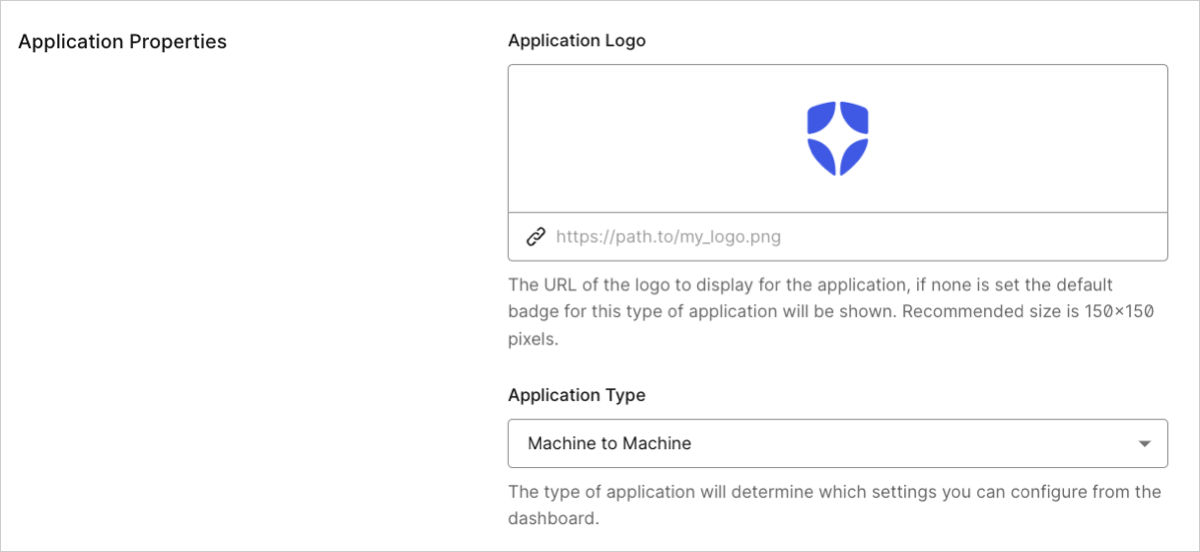 Application Properties
Application Logo
https://path.to/my_logo.png
The URL of the logo to display for the application, if none is set the default
badge for this type of application will be shown. Recommended size is 150×150
pixels.
Application Type
Machine to Machine
The type of application will determine which settings you can configure from the
dashboard.